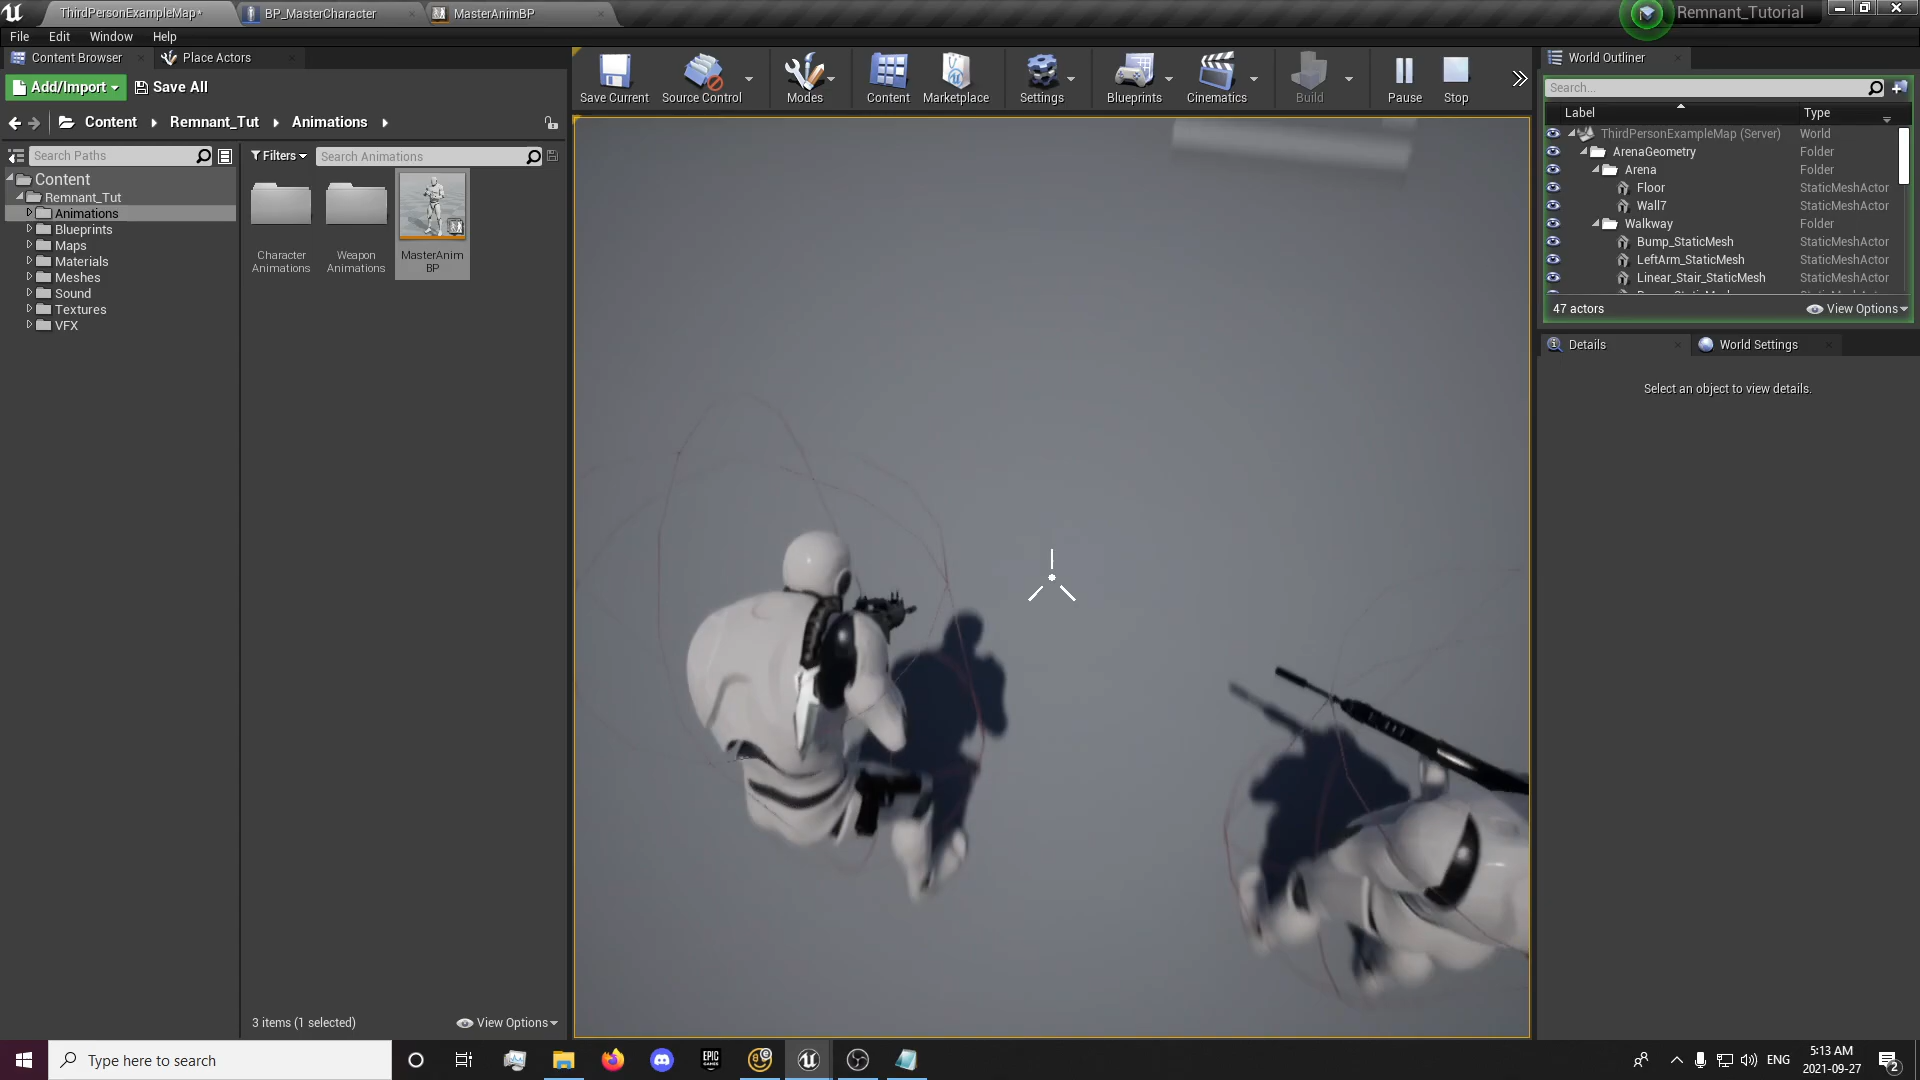 ThirdPersonExampleMap*
BP_MasterCharacter
MasterAnimBP
Remnant_Tutorial
File
Edit
Window
Help
Content Browser
Place Actors
Add/Import
Save All
Content
Remnant_Tut
Animations
Search Paths
Filters
Search Animations
Content
Remnant_Tut
Animations
Blueprints
Maps
Materials
Meshes
Sound
Textures
VFX
Character
Animations
Weapon
Animations
MasterAnim
BP
3 items (1 selected)
View Options
Save Current
Source Control
Modes
Content
Marketplace
Settings
Blueprints
Cinematics
Build
Pause
Stop
World Outliner
Search...
Label
Type
ThirdPersonExampleMap (Server)
World
ArenaGeometry
Folder
Arena
Folder
Floor
StaticMeshActor
Wall7
StaticMeshActor
Walkway
Folder
Bump_StaticMesh
StaticMeshActor
LeftArm_StaticMesh
StaticMeshActor
Linear_Stair_StaticMesh
StaticMeshActor
47 actors
View Options
Details
World Settings
Select an object to view details.
Type here to search
EPIC
GAMES
ENG
5:13 AM
2021-09-27
2